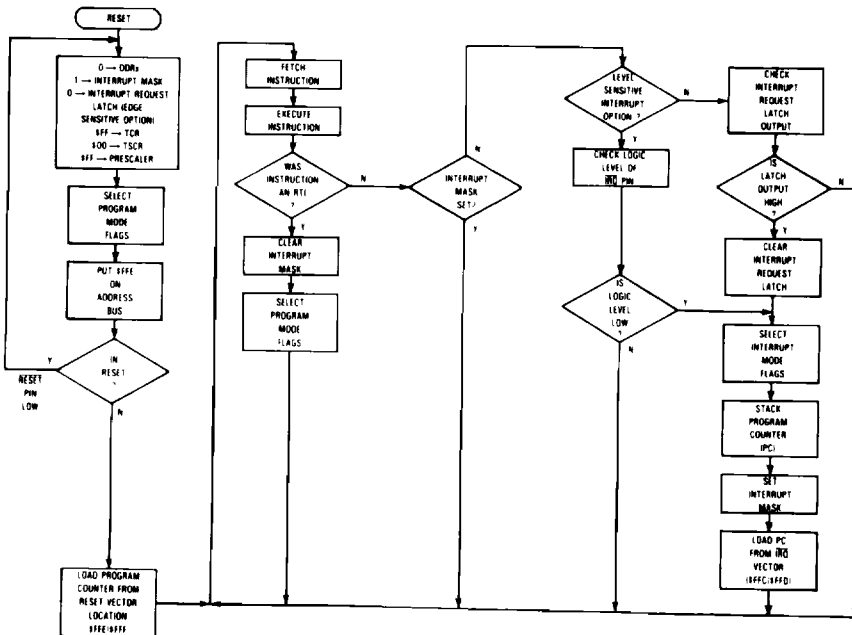 RESET
0 → DDRs
1 → INTERRUPT MASK
0 → INTERRUPT REQUEST
LATCH (EDGE
SENSITIVE OPTION)
$FF → TCR
$00 → TSCR
$FF → PRESCALER
SELECT
PROGRAM
MODE
FLAGS
PUT $FFE
ON
ADDRESS
BUS
IN
RESET
?
Y
RESET
PIN
LOW
N
LOAD PROGRAM
COUNTER FROM
RESET VECTOR
LOCATION
$FFE/$FFF
FETCH
INSTRUCTION
EXECUTE
INSTRUCTION
WAS
INSTRUCTION
AN RTI
?
N
Y
CLEAR
INTERRUPT
MASK
SELECT
PROGRAM
MODE
FLAGS
INTERRUPT
MASK
SET?
N
Y
LEVEL
SENSITIVE
INTERRUPT
OPTION ?
N
Y
CHECK LOGIC
LEVEL OF
IRQ PIN
IS
LOGIC
LEVEL
LOW
?
Y
N
CHECK
INTERRUPT
REQUEST
LATCH
OUTPUT
IS
LATCH
OUTPUT
HIGH
?
N
Y
CLEAR
INTERRUPT
REQUEST
LATCH
SELECT
INTERRUPT
MODE
FLAGS
STACK
PROGRAM
COUNTER
(PC)
SET
INTERRUPT
MASK
LOAD PC
FROM IRQ
VECTOR
($FFC/$FFD)